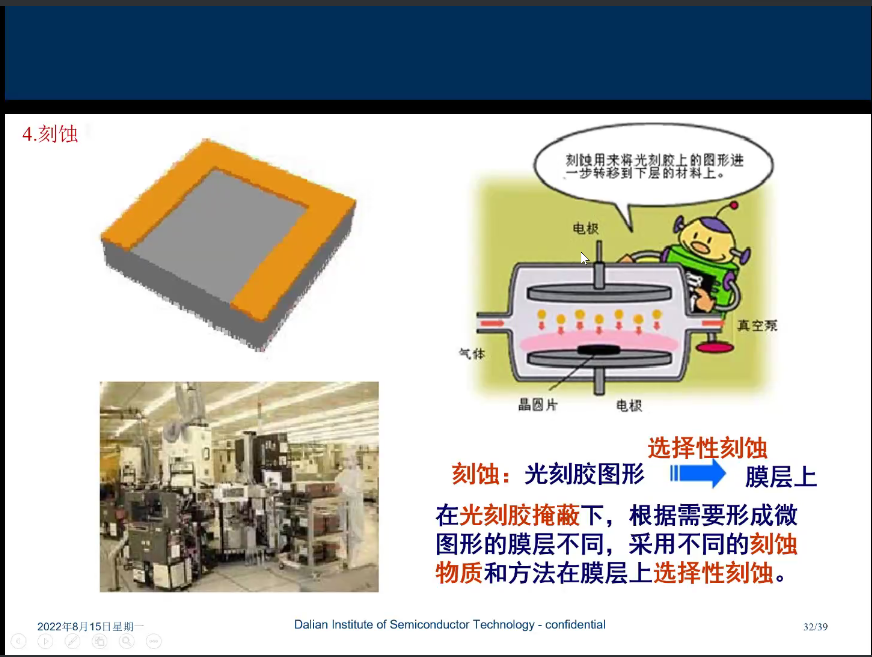 4.刻蚀
刻蚀用来将光刻胶上的图形进
一步转移到下层的材料上。
电极
真空泵
气体
晶圆片
电极
选择性刻蚀
刻蚀：光刻胶图形
膜层上
在光刻胶掩蔽下，根据需要形成微
图形的膜层不同，采用不同的刻蚀
物质和方法在膜层上选择性刻蚀。
2022年8月15日星期一
Dalian Institute of Semiconductor Technology - confidential
32/39